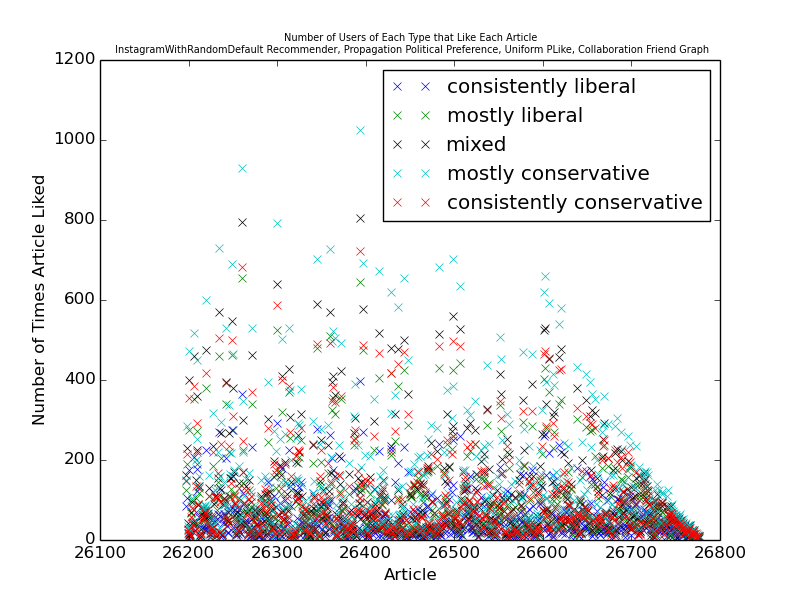 Number of Users of Each Type that Like Each Article
InstagramWithRandomDefault Recommender, Propagation Political Preference, Uniform PLike, Collaboration Friend Graph
1200
1000
800
600
400
200
0
Number of Times Article Liked
consistently liberal
mostly liberal
mixed
mostly conservative
consistently conservative
26100 26200 26300 26400 26500 26600 26700 26800
Article